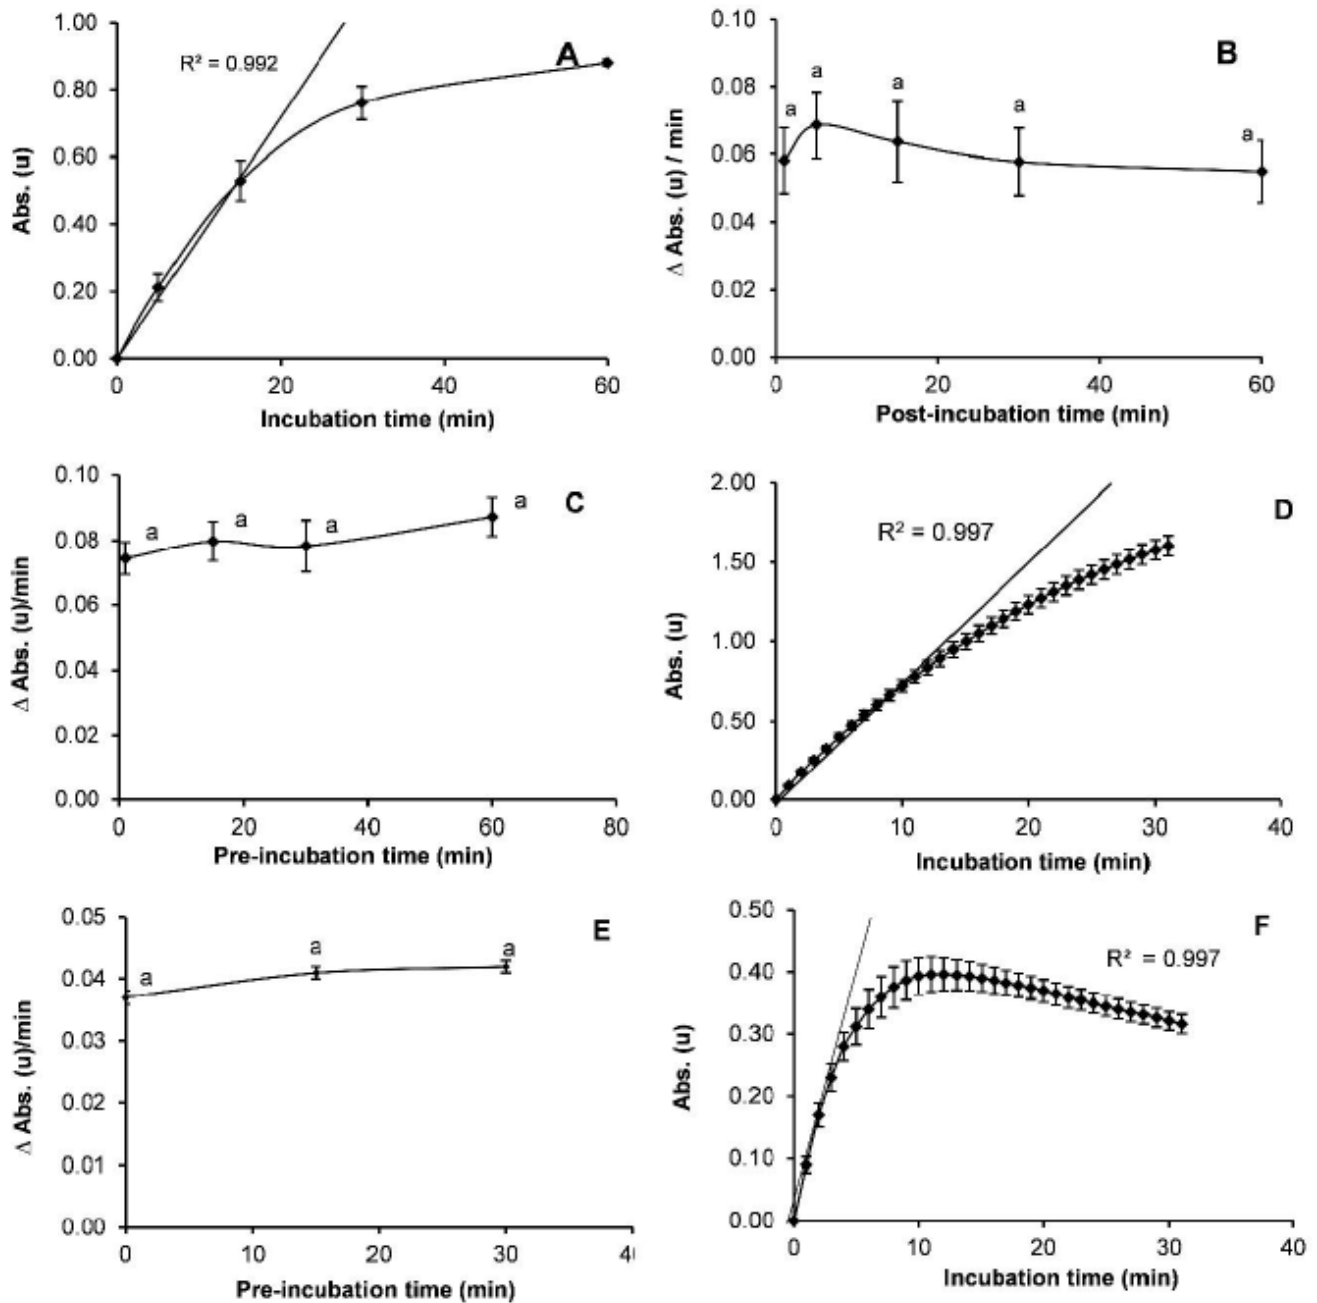 A
R² = 0.992
1.00
0.80
0.60
0.40
0.20
0.00
Abs. (u)
0 20 40 60
Incubation time (min)
B
0.10
0.08
0.06
0.04
0.02
0.00
Δ Abs. (u) / min
a a a a a
0 20 40 60
Post-incubation time (min)
C
0.10
0.08
0.06
0.04
0.02
0.00
Δ Abs. (u)/min
a a a a
0 20 40 60 80
Pre-incubation time (min)
D
R² = 0.997
2.00
1.50
1.00
0.50
0.00
Abs. (u)
0 10 20 30 40
Incubation time (min)
E
0.05
0.04
0.03
0.02
0.01
0.00
Δ Abs. (u)/min
a a a
0 10 20 30
Pre-incubation time (min)
F
R² = 0.997
0.50
0.40
0.30
0.20
0.10
0.00
Abs. (u)
0 10 20 30 40
Incubation time (min)